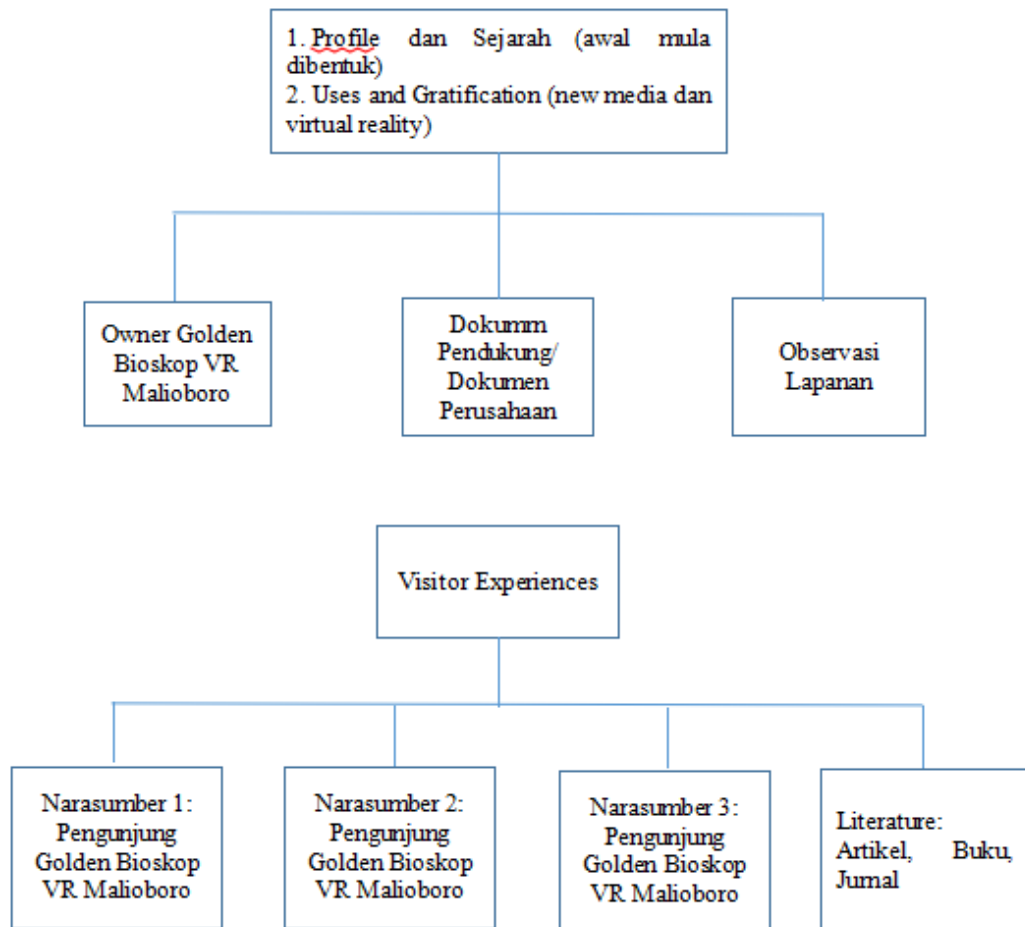 1. Profile dan Sejarah (awal mula
dibentuk)
2. Uses and Gratification (new media dan
virtual reality)
Owner Golden
Bioskop VR
Malioboro
Dokumm
Pendukung/
Dokumen
Perusahaan
Observasi
Lapanan
Visitor Experiences
Narasumber 1:
Pengunjung
Golden Bioskop
VR Malioboro
Narasumber 2:
Pengunjung
Golden Bioskop
VR Malioboro
Narasumber 3:
Pengunjung
Golden Bioskop
VR Malioboro
Literature:
Artikel, Buku,
Jurnal